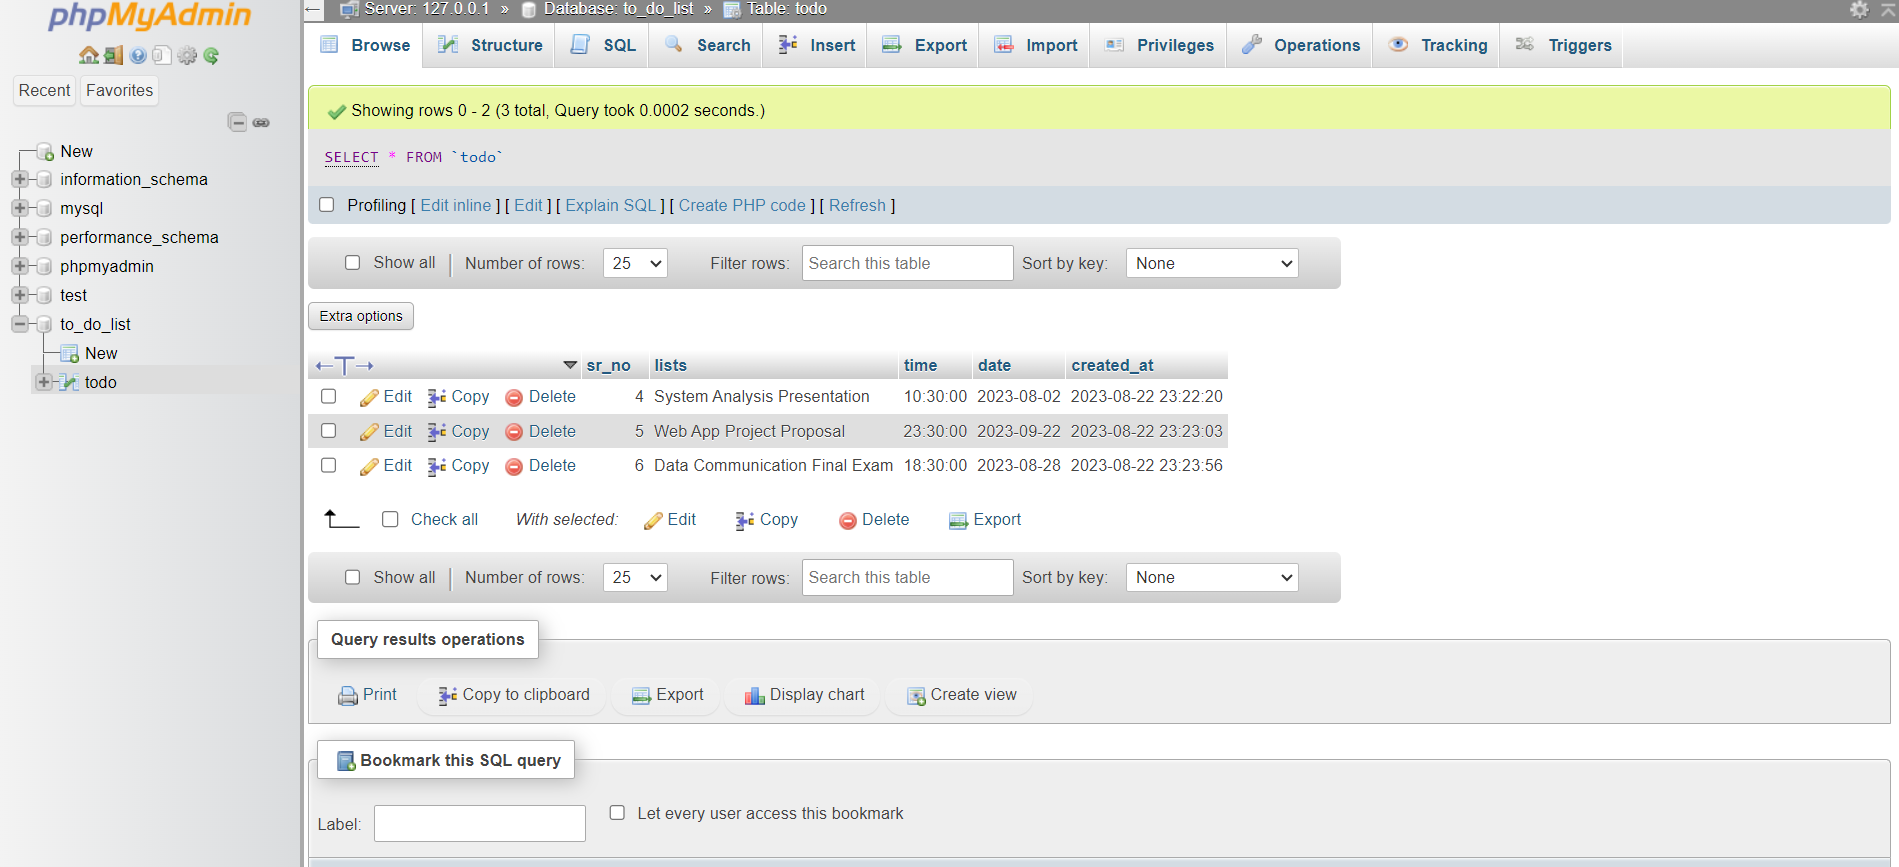 phpMyAdmin
Recent Favorites
New
information_schema
mysql
performance_schema
phpmyadmin
test
to_do_list
New
todo
Server: 127.0.0.1 » Database: to_do_list » Table: todo
Browse Structure SQL Search Insert Export Import Privileges Operations Tracking Triggers
Showing rows 0 - 2 (3 total, Query took 0.0002 seconds.)
SELECT * FROM `todo`
Profiling [ Edit inline ] [ Edit ] [ Explain SQL ] [ Create PHP code ] [ Refresh ]
Show all | Number of rows: 25 Filter rows: Search this table Sort by key: None
Extra options
←T→ sr_no lists time date created_at
Edit Copy Delete 4 System Analysis Presentation 10:30:00 2023-08-02 2023-08-22 23:22:20
Edit Copy Delete 5 Web App Project Proposal 23:30:00 2023-09-22 2023-08-22 23:23:03
Edit Copy Delete 6 Data Communication Final Exam 18:30:00 2023-08-28 2023-08-22 23:23:56
Check all With selected: Edit Copy Delete Export
Show all | Number of rows: 25 Filter rows: Search this table Sort by key: None
Query results operations
Print Copy to clipboard Export Display chart Create view
Bookmark this SQL query
Label: Let every user access this bookmark